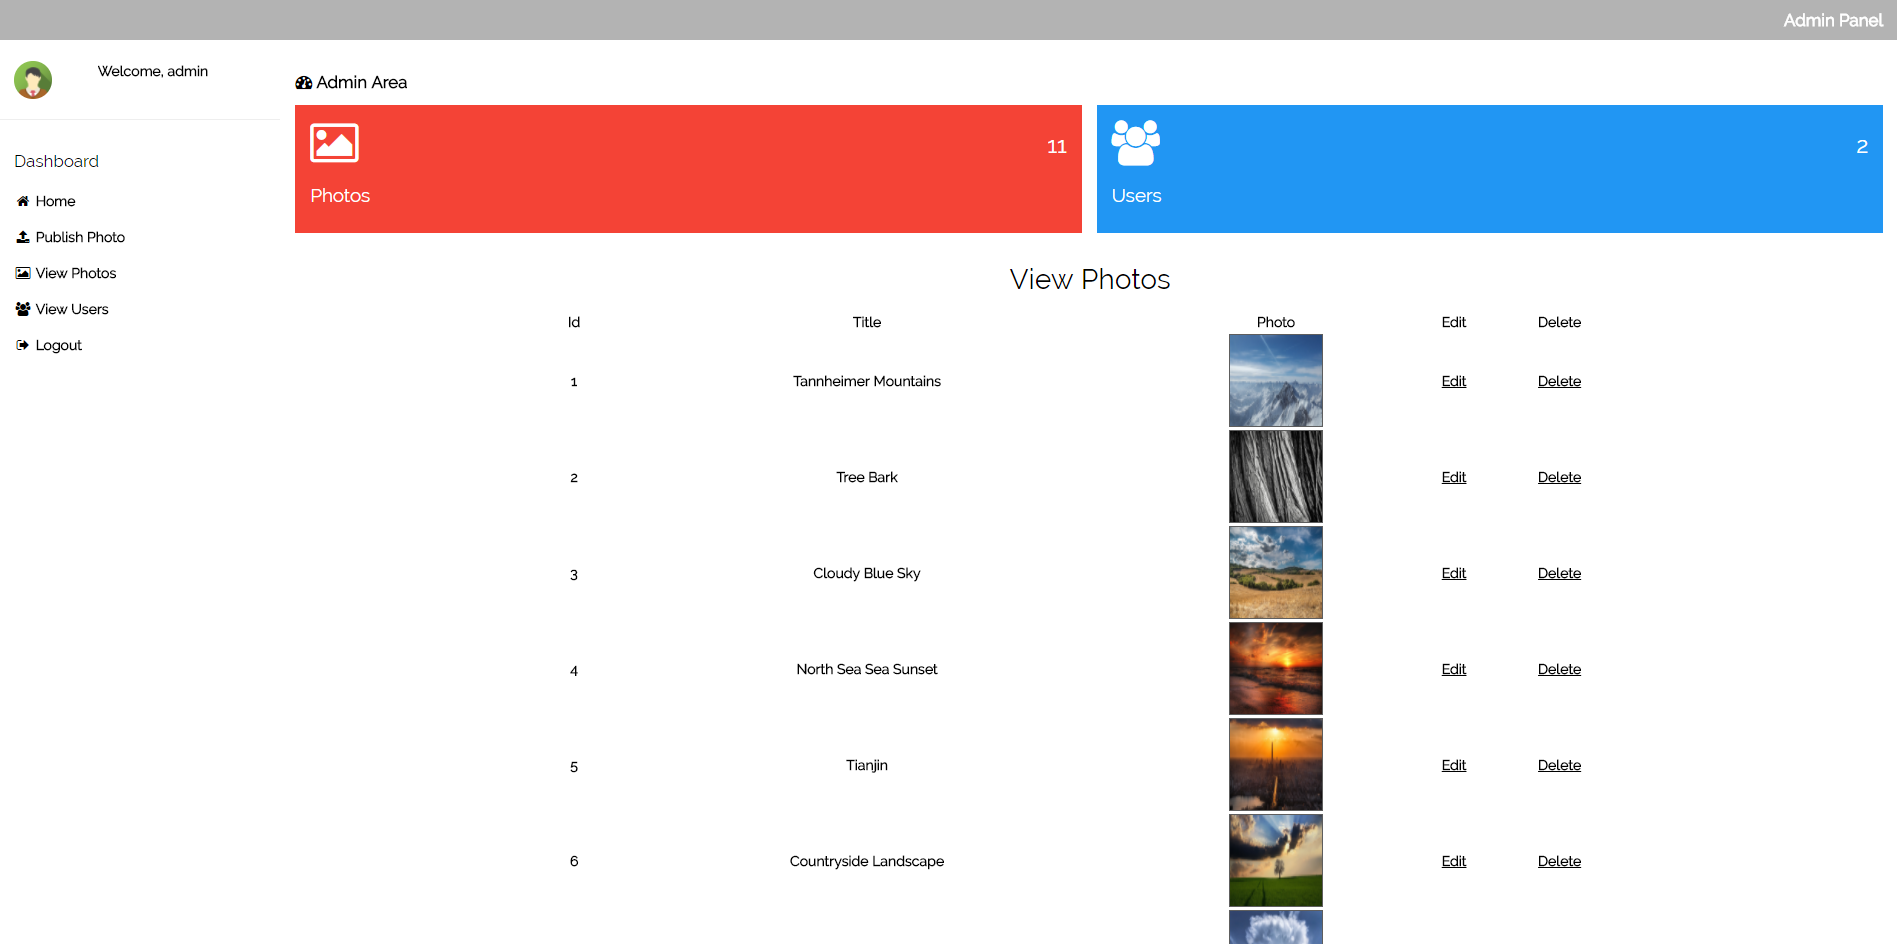 Admin Panel
Welcome, admin
Admin Area
11
Photos
2
Users
Dashboard
Home
Publish Photo
View Photos
View Users
Logout
View Photos
Id Title Photo Edit Delete
1 Tannheimer Mountains Edit Delete
2 Tree Bark Edit Delete
3 Cloudy Blue Sky Edit Delete
4 North Sea Sea Sunset Edit Delete
5 Tianjin Edit Delete
6 Countryside Landscape Edit Delete